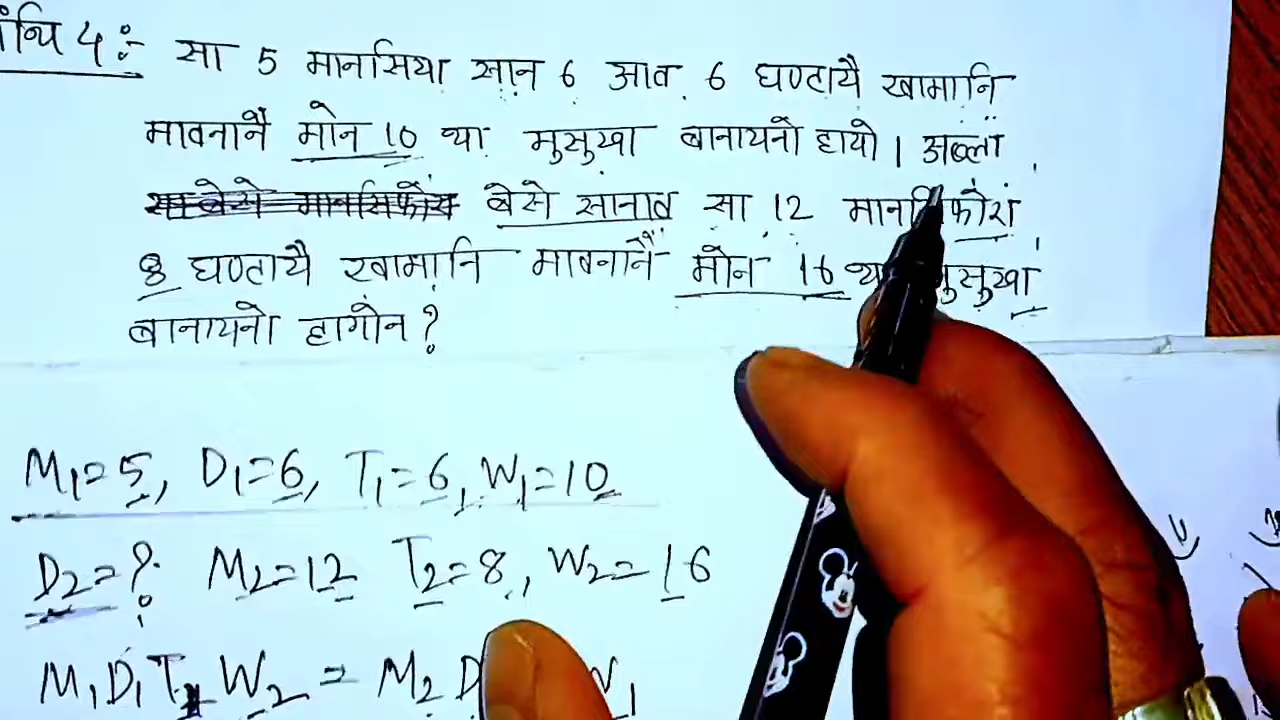 बिथि 4:-  सा 5 मानसिया सान 6 आव 6 घण्टायै खामानि
मावनानै मोन 10 था मुसुखा बानायनो हायो। अब्ला
बेसे सानाव सा 12 मानसिफोरा
8 घण्टायै खामानि मावनानै मोन 16 था मुसुखा
बानायनो हागोन?
M₁=5, D₁=6, T₁=6, W₁=10
D₂=? M₂=12 T₂=8, W₂=16
M₁D₁T₁W₂ = M₂ D W₁